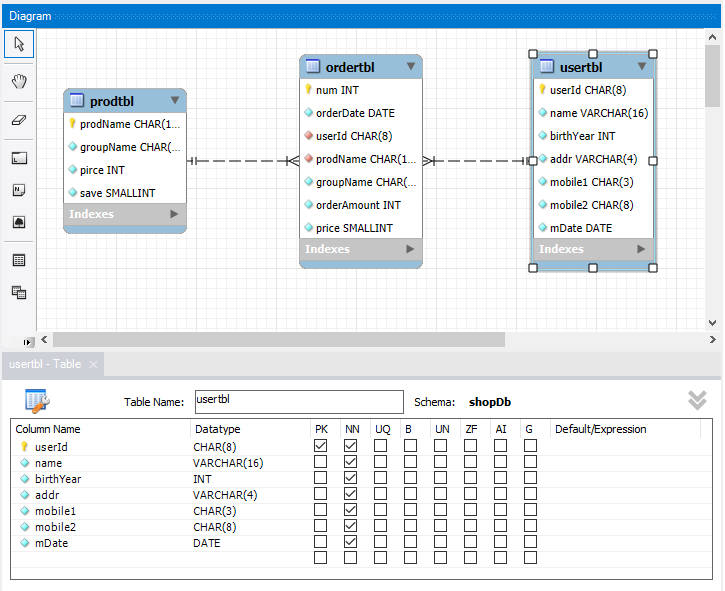 Diagram
prodtbl
prodName CHAR(1...
groupName CHAR(...
pirce INT
save SMALLINT
Indexes
ordertbl
num INT
orderDate DATE
userId CHAR(8)
prodName CHAR(1...
groupName CHAR(...
orderAmount INT
price SMALLINT
Indexes
usertbl
userId CHAR(8)
name VARCHAR(16)
birthYear INT
addr VARCHAR(4)
mobile1 CHAR(3)
mobile2 CHAR(8)
mDate DATE
Indexes
usertbl - Table
Table Name: usertbl Schema: shopDb
Column Name Datatype PK NN UQ B UN ZF AI G Default/Expression
userId CHAR(8)
name VARCHAR(16)
birthYear INT
addr VARCHAR(4)
mobile1 CHAR(3)
mobile2 CHAR(8)
mDate DATE